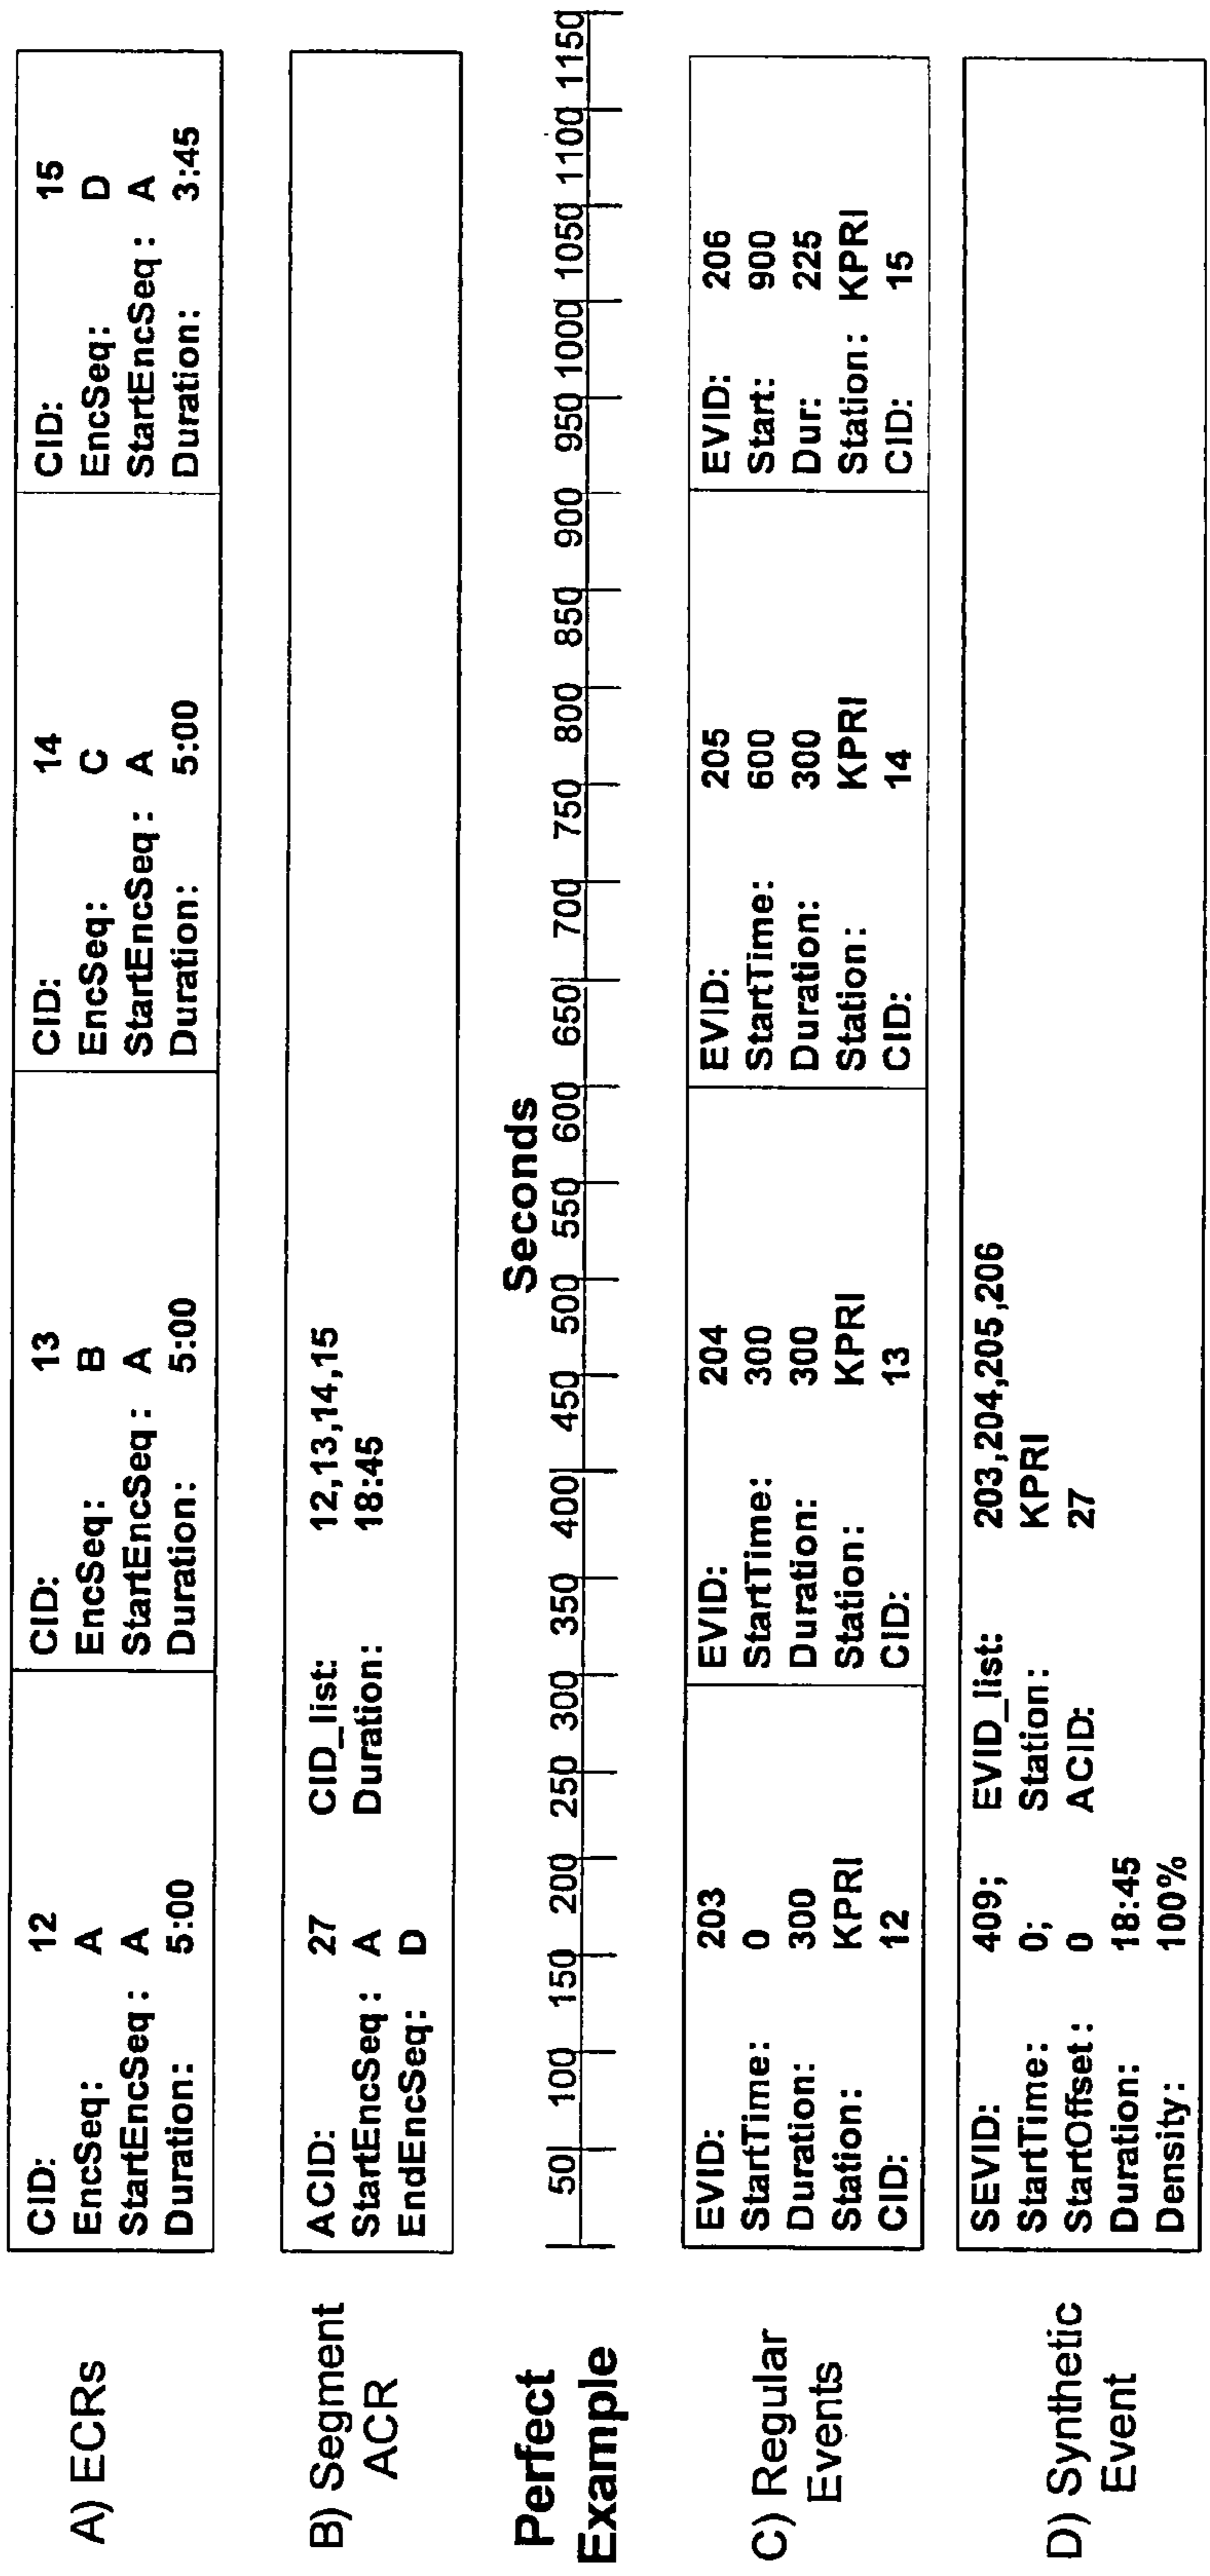 A) ECRs
CID: 12
EncSeq: A
StartEncSeq: A
Duration: 5:00
CID: 13
EncSeq: B
StartEncSeq: A
Duration: 5:00
CID: 14
EncSeq: C
StartEncSeq: A
Duration: 5:00
CID: 15
EncSeq: D
StartEncSeq: A
Duration: 3:45
B) Segment
ACR
ACID: 27
StartEncSeq: A
EndEncSeq: D
CID_list: 12,13,14,15
Duration: 18:45
Perfect
Example
Seconds
50 100 150 200 250 300 350 400 450 500 550 600 650 700 750 800 850 900 950 1000 1050 1100 1150
C) Regular
Events
EVID: 203
StartTime: 0
Duration: 300
Station: KPRI
CID: 12
EVID: 204
StartTime: 300
Duration: 300
Station: KPRI
CID: 13
EVID: 205
StartTime: 600
Duration: 300
Station: KPRI
CID: 14
EVID: 206
Start: 900
Dur: 225
Station: KPRI
CID: 15
D) Synthetic
Event
SEVID: 409;
StartTime: 0;
StartOffset: 0
Duration: 18:45
Density: 100%
EVID_list: 203,204,205,206
Station: KPRI
ACID: 27